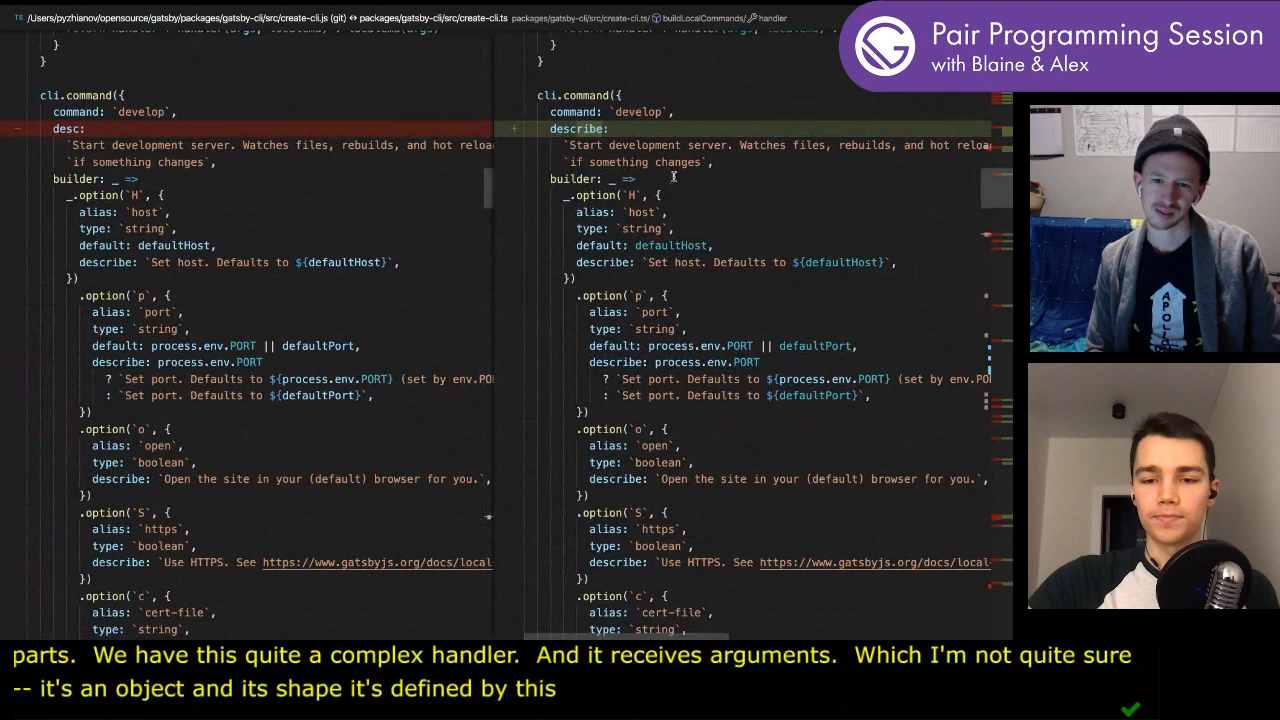 TS /Users/pyzhianov/opensource/gatsby/packages/gatsby-cli/src/create-cli.js (git) ↔ packages/gatsby-cli/src/create-cli.ts packages/gatsby-cli/src/create-cli.ts/ buildLocalCommands/ handler
Pair Programming Session
with Blaine & Alex
}
}
cli.command({
command: `develop`,
desc:
`Start development server. Watches files, rebuilds, and hot reloa
`if something changes`,
builder: _ =>
_.option(`H`, {
alias: `host`,
type: `string`,
default: defaultHost,
describe: `Set host. Defaults to ${defaultHost}`,
})
.option(`p`, {
alias: `port`,
type: `string`,
default: process.env.PORT || defaultPort,
describe: process.env.PORT
? `Set port. Defaults to ${process.env.PORT} (set by env.PO
: `Set port. Defaults to ${defaultPort}`,
})
.option(`o`, {
alias: `open`,
type: `boolean`,
describe: `Open the site in your (default) browser for you.`,
})
.option(`S`, {
alias: `https`,
type: `boolean`,
describe: `Use HTTPS. See https://www.gatsbyjs.org/docs/local-
})
.option(`c`, {
alias: `cert-file`,
type: `string`,
}
}
cli.command({
command: `develop`,
describe:
`Start development server. Watches files, rebuilds, and hot reloa
`if something changes`,
builder: _ =>
_.option(`H`, {
alias: `host`,
type: `string`,
default: defaultHost,
describe: `Set host. Defaults to ${defaultHost}`,
})
.option(`p`, {
alias: `port`,
type: `string`,
default: process.env.PORT || defaultPort,
describe: process.env.PORT
? `Set port. Defaults to ${process.env.PORT} (set by env.PO
: `Set port. Defaults to ${defaultPort}`,
})
.option(`o`, {
alias: `open`,
type: `boolean`,
describe: `Open the site in your (default) browser for you.`,
})
.option(`S`, {
alias: `https`,
type: `boolean`,
describe: `Use HTTPS. See https://www.gatsbyjs.org/docs/local-
})
.option(`c`, {
alias: `cert-file`,
type: `string`,
parts. We have this quite a complex handler. And it receives arguments. Which I'm not quite sure
-- it's an object and its shape it's defined by this